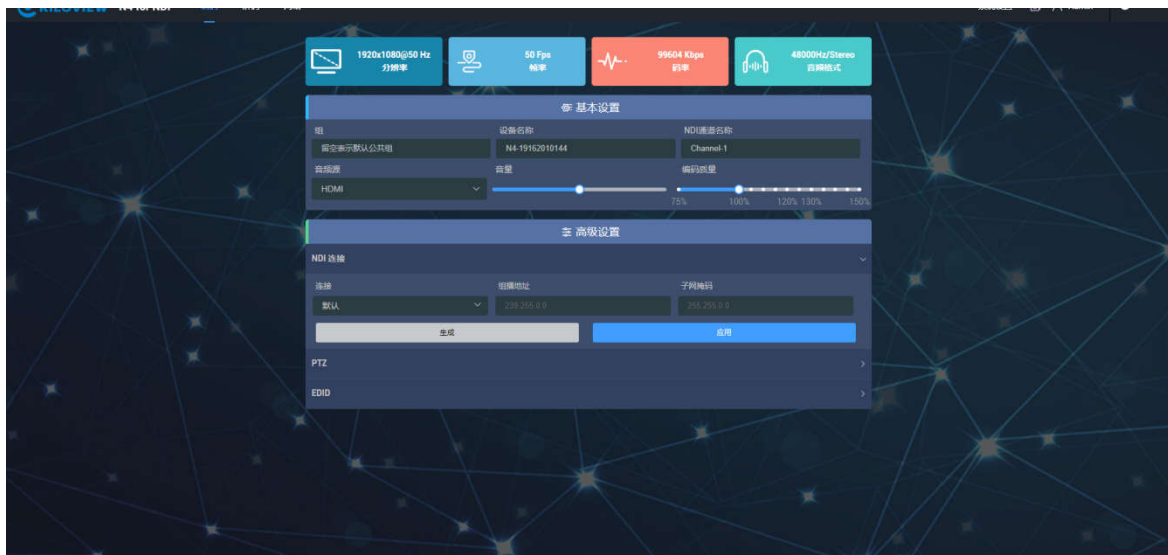 KILOVIEW N4 for NDI
1920x1080@50 Hz
分辨率
50 Fps
帧率
99604 Kbps
码率
48000Hz/Stereo
音频格式
基本设置
组 设备名称 NDI通道名称
留空表示默认公共组 N4-19162010144 Channel-1
音频源 音量 编码质量
HDMI
75% 100% 120% 130% 150%
高级设置
NDI 连接
连接 组播地址 子网掩码
默认 239.255.0.0 255.255.0.0
生成 应用
PTZ
EDID